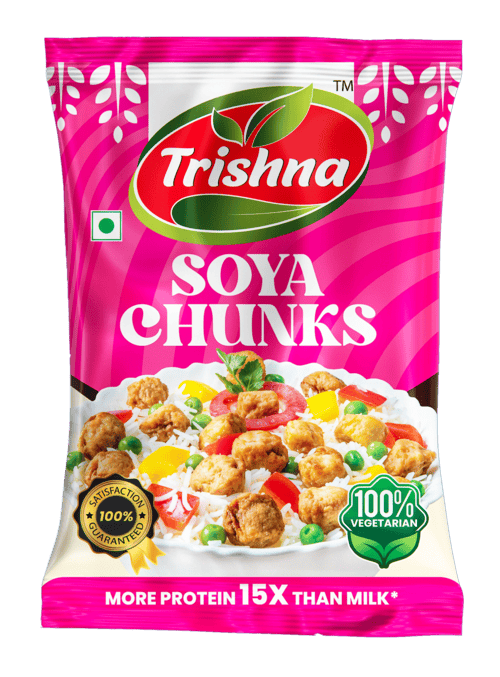 TM
Trishna
SOYA
CHUNKS
SATISFACTION
100%
GUARANTEED
100%
VEGETARIAN
MORE PROTEIN 15X THAN MILK*